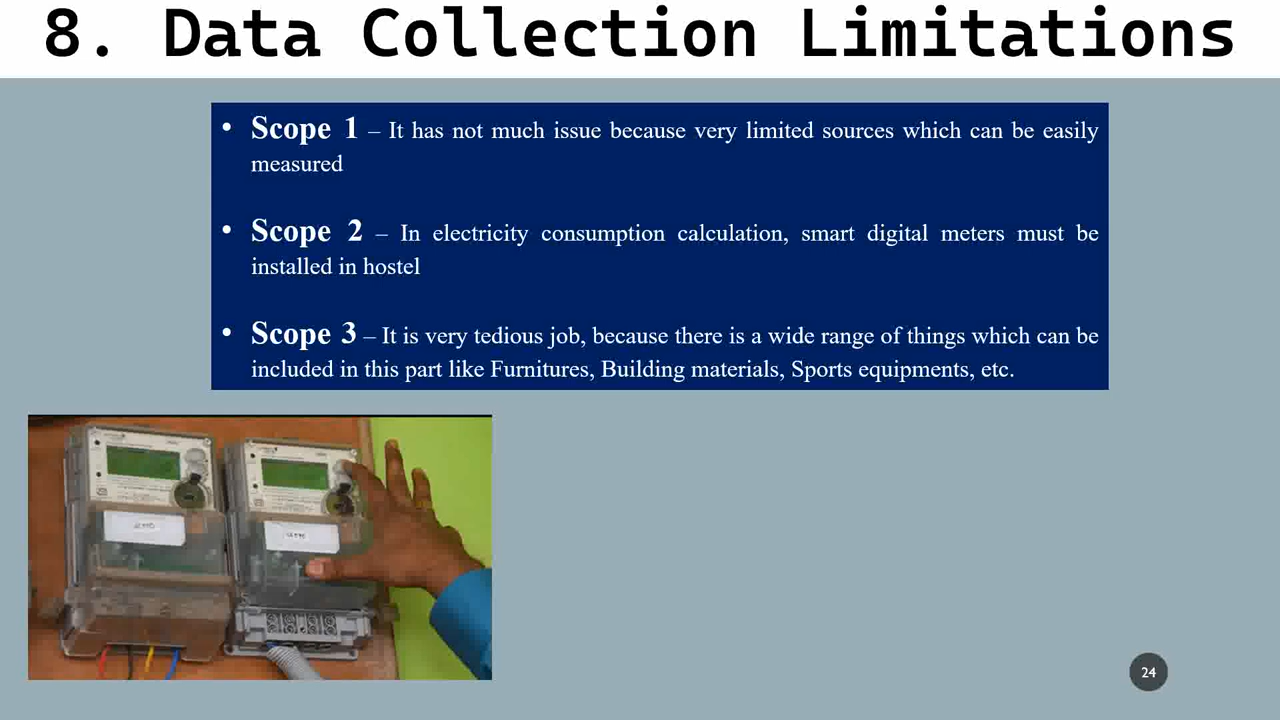 8. Data Collection Limitations
• Scope 1 – It has not much issue because very limited sources which can be easily
measured
• Scope 2 – In electricity consumption calculation, smart digital meters must be
installed in hostel
• Scope 3 – It is very tedious job, because there is a wide range of things which can be
included in this part like Furnitures, Building materials, Sports equipments, etc.
24